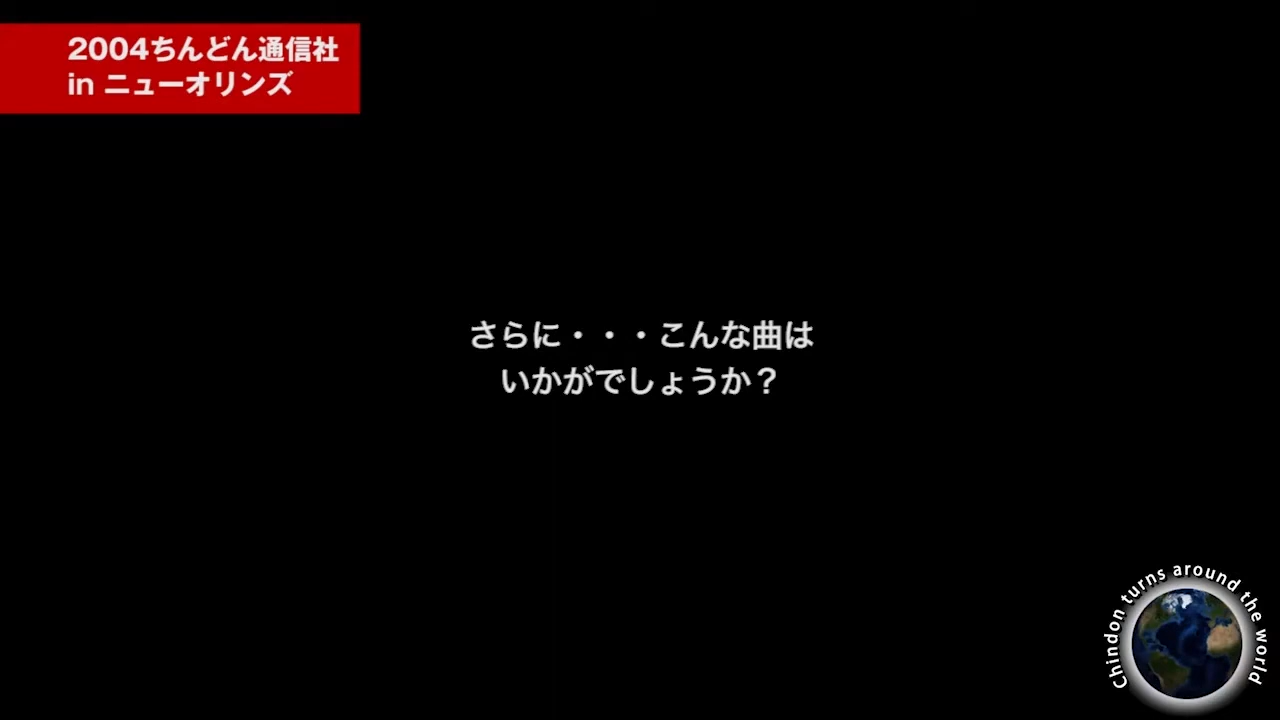 2004ちんどん通信社
in ニューオリンズ
さらに・・・こんな曲は
いかがでしょうか？
Chindon turns around the world